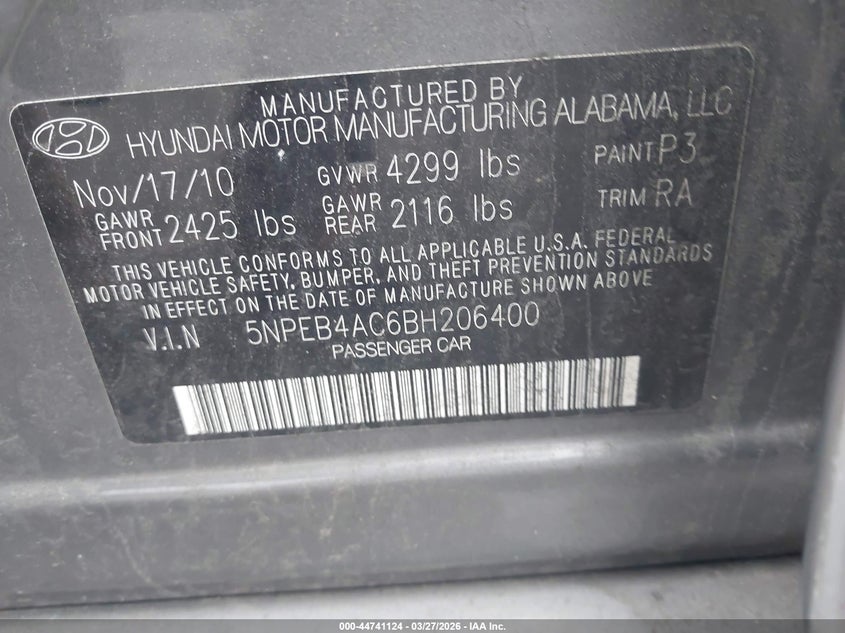 MANUFACTURED BY
HYUNDAI MOTOR MANUFACTURING ALABAMA, LLC
Nov/17/10 GVWR 4299 lbs PAINT P3
GAWR FRONT 2425 lbs GAWR REAR 2116 lbs TRIM RA
THIS VEHICLE CONFORMS TO ALL APPLICABLE U.S.A. FEDERAL
MOTOR VEHICLE SAFETY, BUMPER, AND THEFT PREVENTION STANDARDS
IN EFFECT ON THE DATE OF MANUFACTURE SHOWN ABOVE
V.I.N 5NPEB4AC6BH206400
PASSENGER CAR
000-44741124 | 03/27/2026 | IAA Inc.